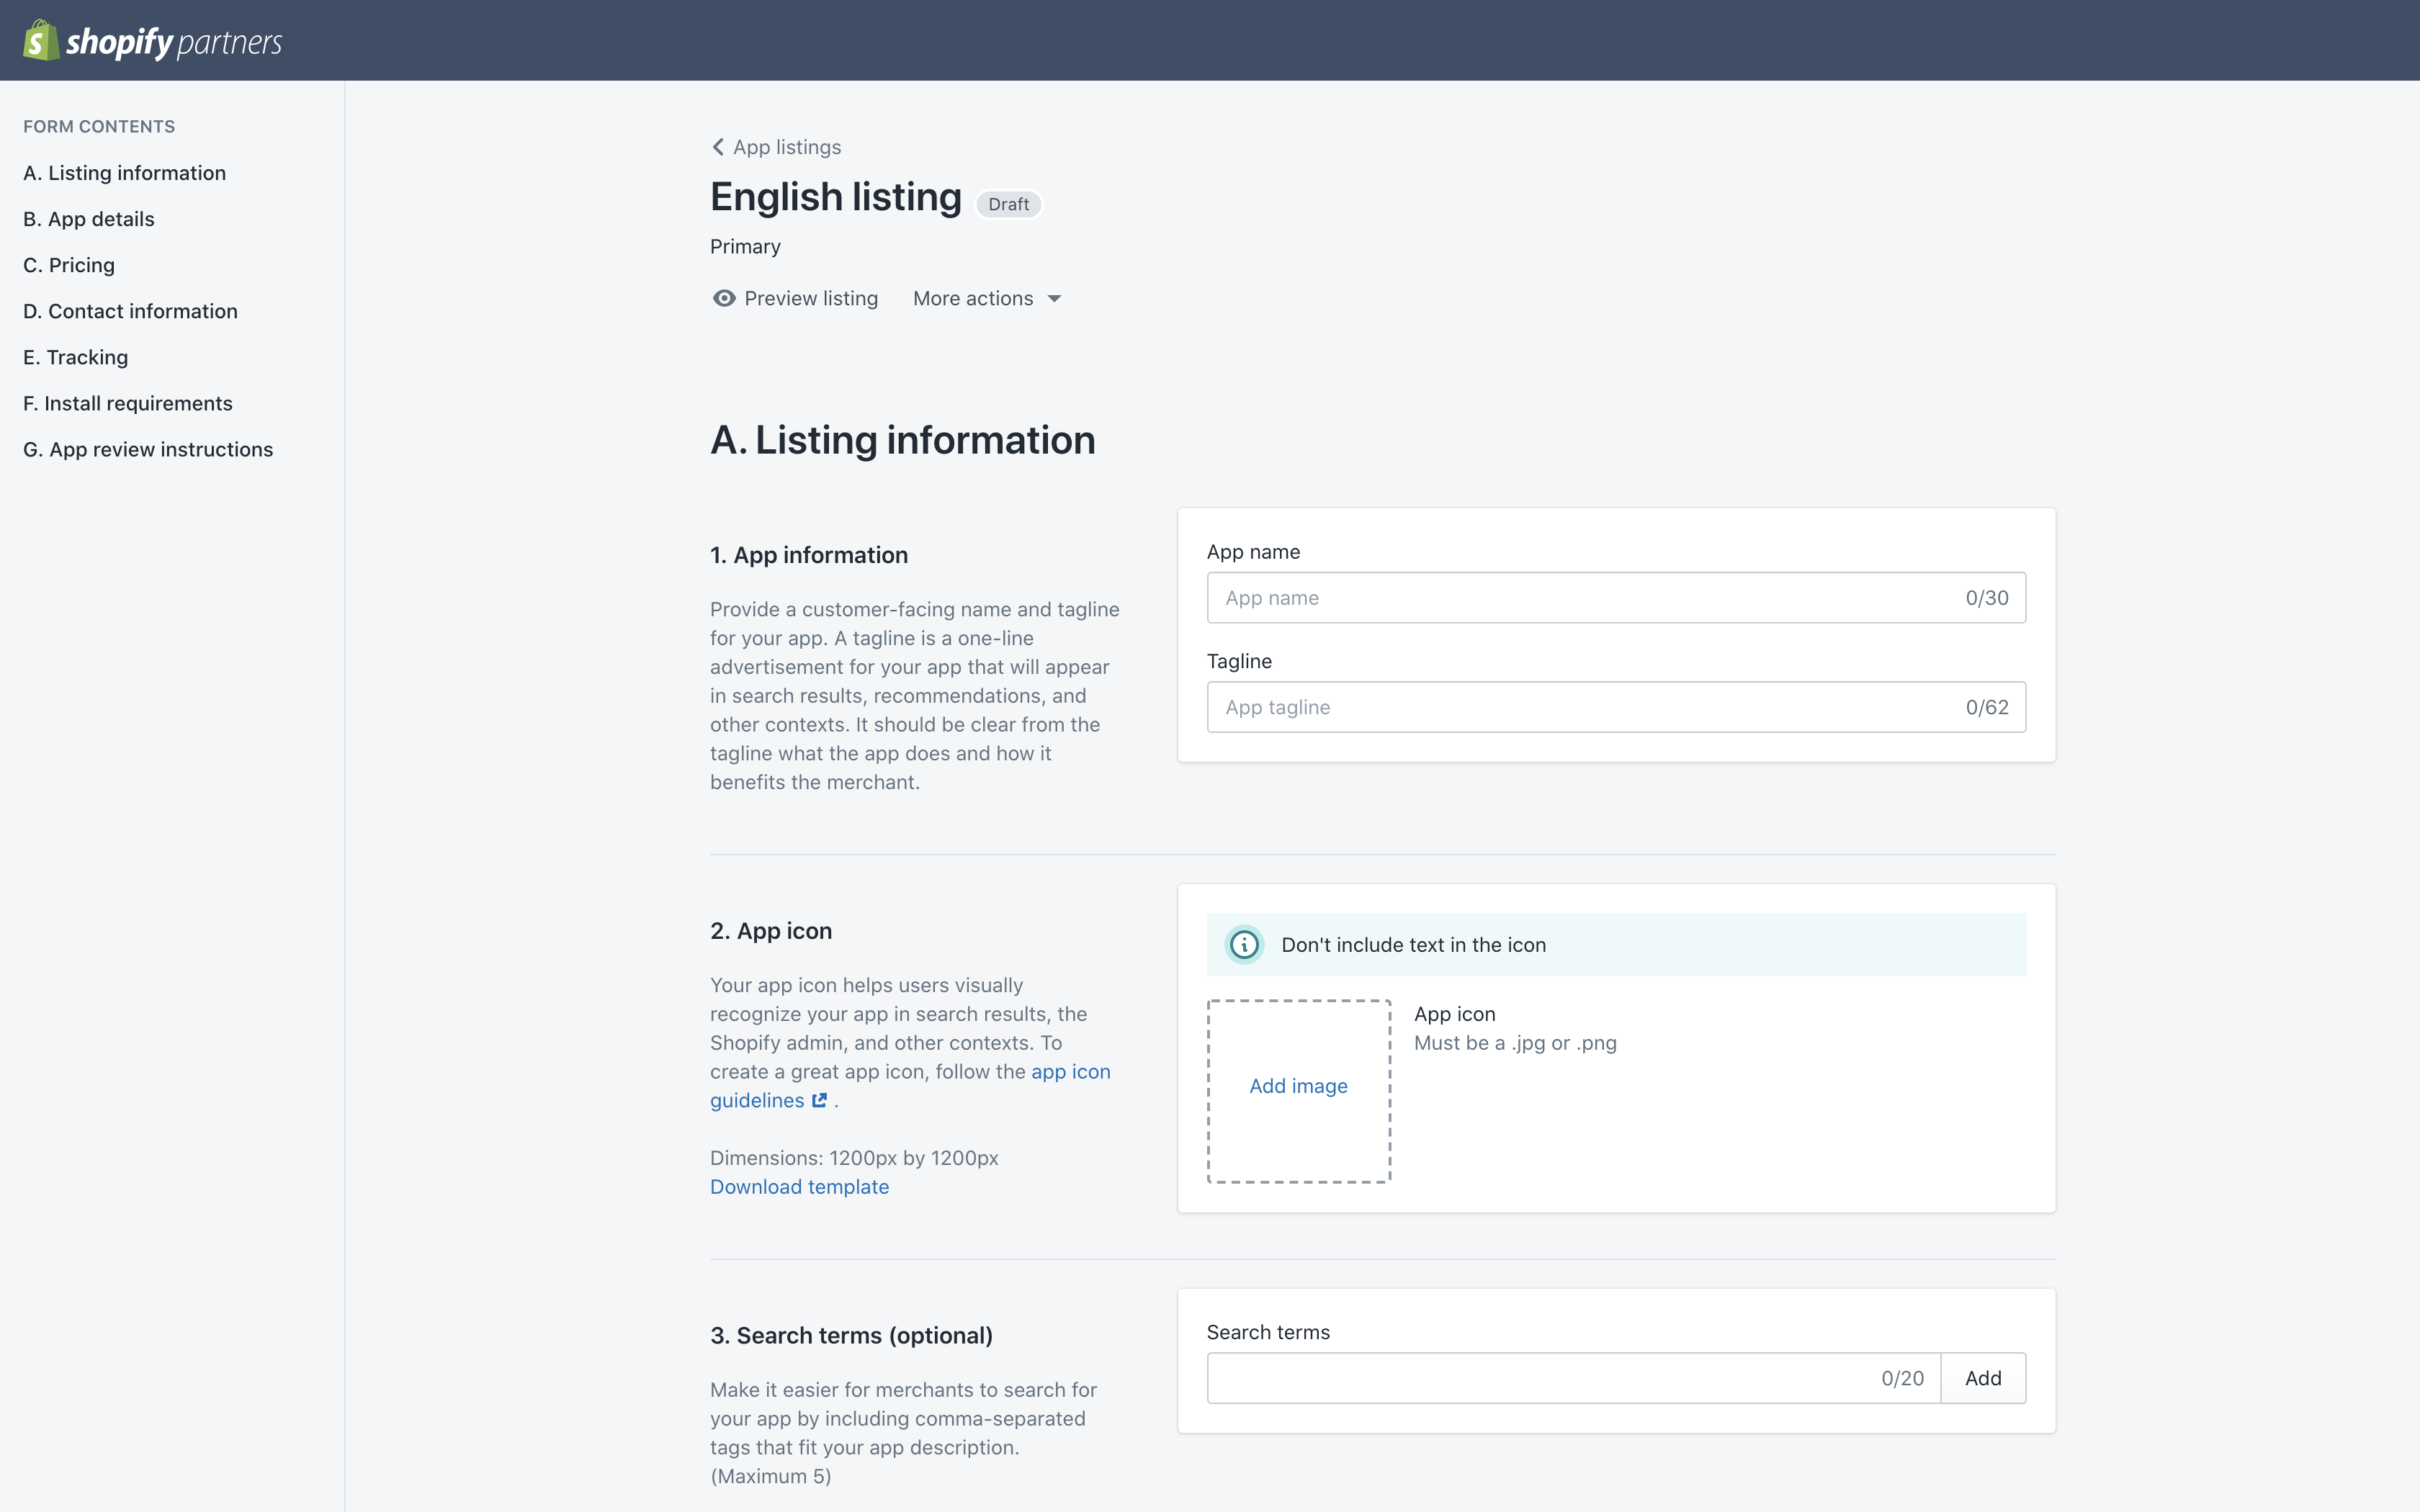 shopify partners
FORM CONTENTS
A. Listing information
B. App details
C. Pricing
D. Contact information
E. Tracking
F. Install requirements
G. App review instructions
App listings
English listing Draft
Primary
Preview listing More actions
A. Listing information
1. App information
Provide a customer-facing name and tagline
for your app. A tagline is a one-line
advertisement for your app that will appear
in search results, recommendations, and
other contexts. It should be clear from the
tagline what the app does and how it
benefits the merchant.
App name
App name 0/30
Tagline
App tagline 0/62
2. App icon
Your app icon helps users visually
recognize your app in search results, the
Shopify admin, and other contexts. To
create a great app icon, follow the app icon
guidelines .
Dimensions: 1200px by 1200px
Download template
Don't include text in the icon
Add image
App icon
Must be a .jpg or .png
3. Search terms (optional)
Make it easier for merchants to search for
your app by including comma-separated
tags that fit your app description.
(Maximum 5)
Search terms
0/20 Add